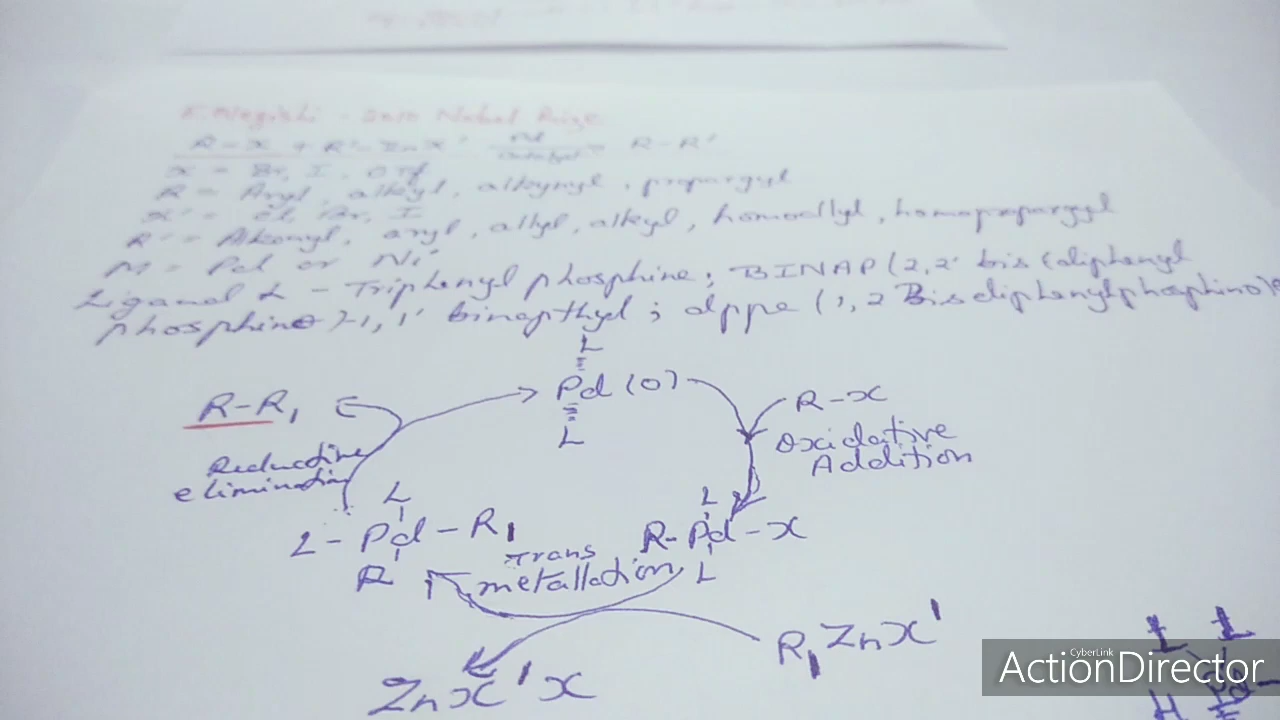 E. Negishi - 2010 Nobel Prize
R-X + R'-ZnX' R-R'
X = Br, I, OTf
R = Aryl, alkyl, alkynyl, propargyl
X' = Cl, Br, I
R' = Alkenyl, aryl, allyl, alkyl, homoallyl, homopropargyl
M = Pd or Ni
Ligand L - Triphenyl phosphine; BINAP (2,2' bis (diphenyl
phosphino)-1,1' binapthyl; dppe (1,2 Bisdiphenylphosphino)e
L
Pd (0)
L
R-X
Oxidative
Addition
L
R-Pd-X
L
Trans
metallation
R1ZnX'
ZnX'X
L
L-Pd-R1
R
Reductive
elimination
R-R1
L L
H
CyberLink
ActionDirector